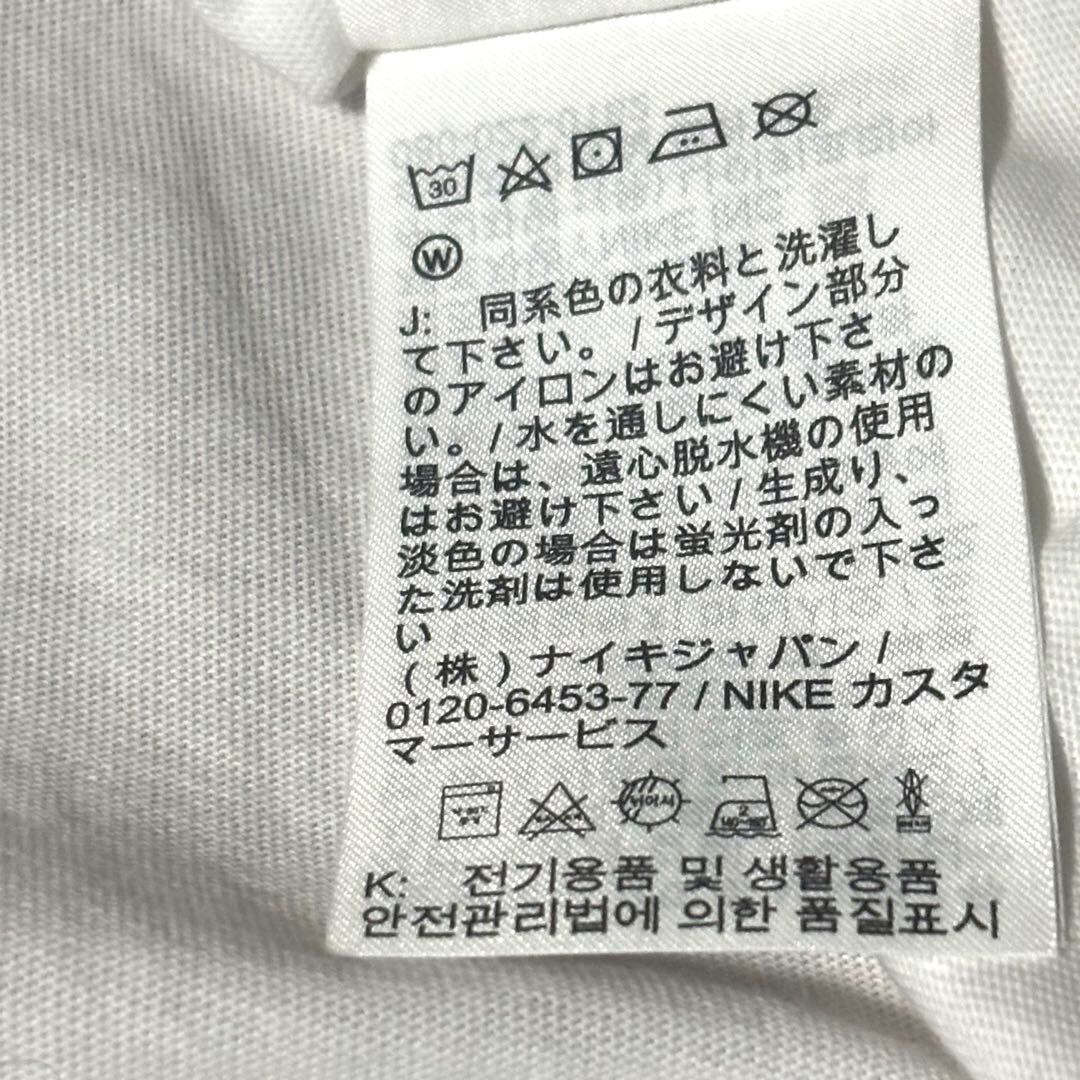 30
W
J: 同系色の衣料と洗濯し
て下さい。/ デザイン部分
のアイロンはお避け下さ
い。/ 水を通しにくい素材の
場合は、遠心脱水機の使用
はお避け下さい / 生成り、
淡色の場合は蛍光剤の入っ
た洗剤は使用しないで下さ
い
(株)ナイキジャパン /
0120-6453-77 / NIKE カスタ
マーサービス
뉘어서
2
K: 전기용품 및 생활용품
안전관리법에 의한 품질표시